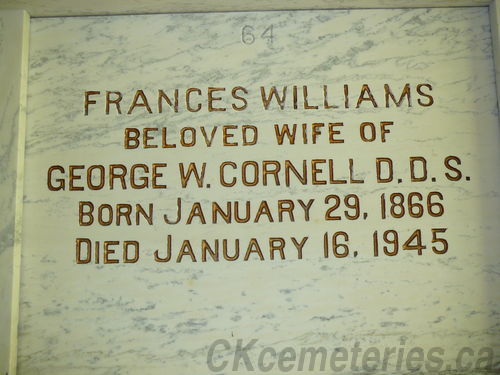 64
FRANCES WILLIAMS
BELOVED WIFE OF
GEORGE W. CORNELL D.D.S.
BORN JANUARY 29, 1866
DIED JANUARY 16, 1945
CKcemeteries.ca